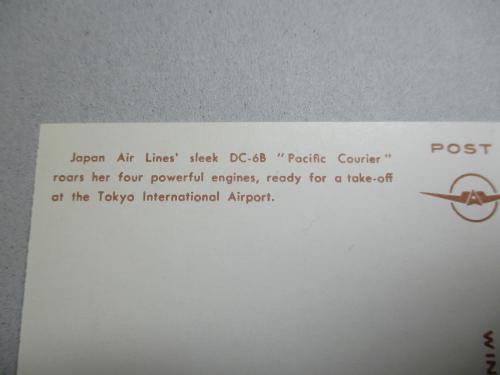 Japan Air Lines' sleek DC-6B "Pacific Courier"
roars her four powerful engines, ready for a take-off
at the Tokyo International Airport.
POST
A
WIN